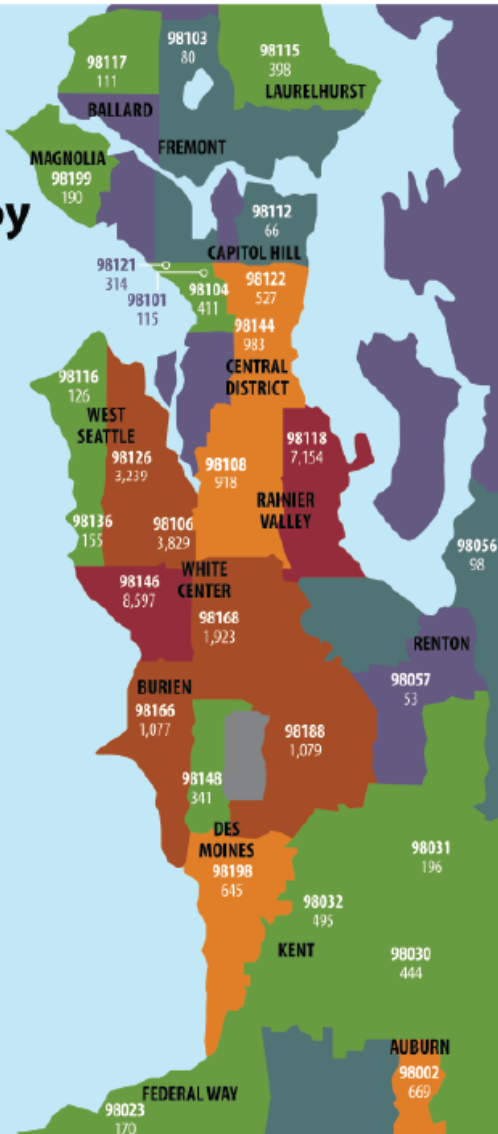 98103
80
98117
111
98115
398
LAURELHURST
BALLARD
FREMONT
MAGNOLIA
98199
190
oy
98112
66
CAPITOL HILL
98121
314
98101
115
98104
411
98122
527
98144
983
CENTRAL
DISTRICT
98116
126
WEST
SEATTLE
98126
3,239
98118
7,154
98108
918
RAINIER
VALLEY
98136
155
98106
3,829
98056
98
WHITE
CENTER
98146
8,597
98168
1,923
RENTON
98057
53
BURIEN
98166
1,077
98188
1,079
98148
341
DES
MOINES
98198
645
98031
196
98032
495
KENT
98030
444
AUBURN
98002
669
FEDERAL WAY
98023
170